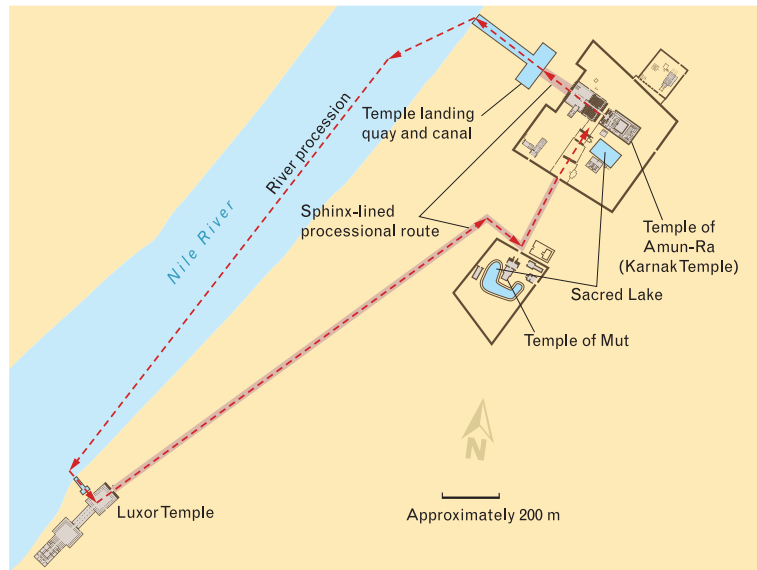 Temple landing
quay and canal
River procession
Nile River
Sphinx-lined
processional route
Temple of
Amun-Ra
(Karnak Temple)
Sacred Lake
Temple of Mut
N
Luxor Temple
Approximately 200 m